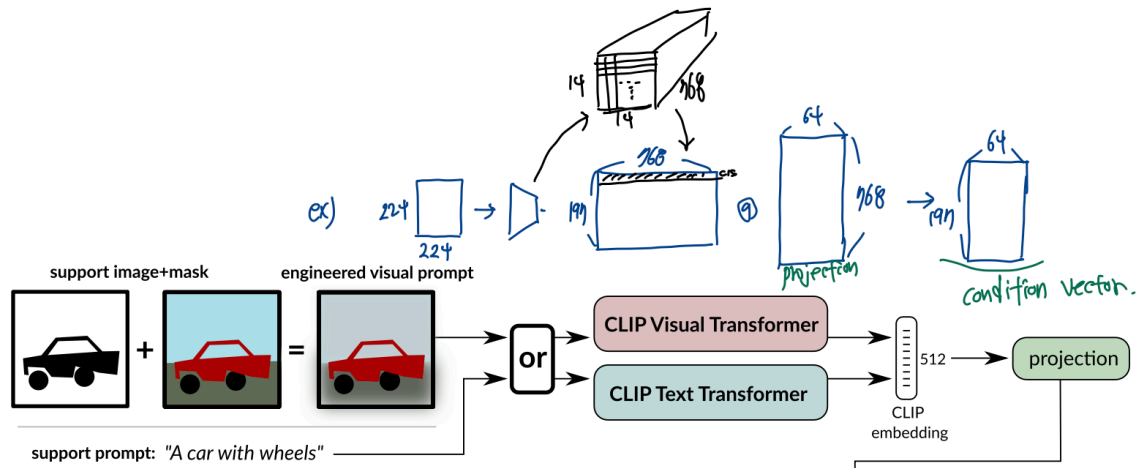 14
14
768
64
768
cls
197
768
projection
64
197
condition vector.
ex)
224
224
support image+mask
engineered visual prompt
+
=
or
CLIP Visual Transformer
CLIP Text Transformer
512
CLIP
embedding
projection
support prompt: "A car with wheels"